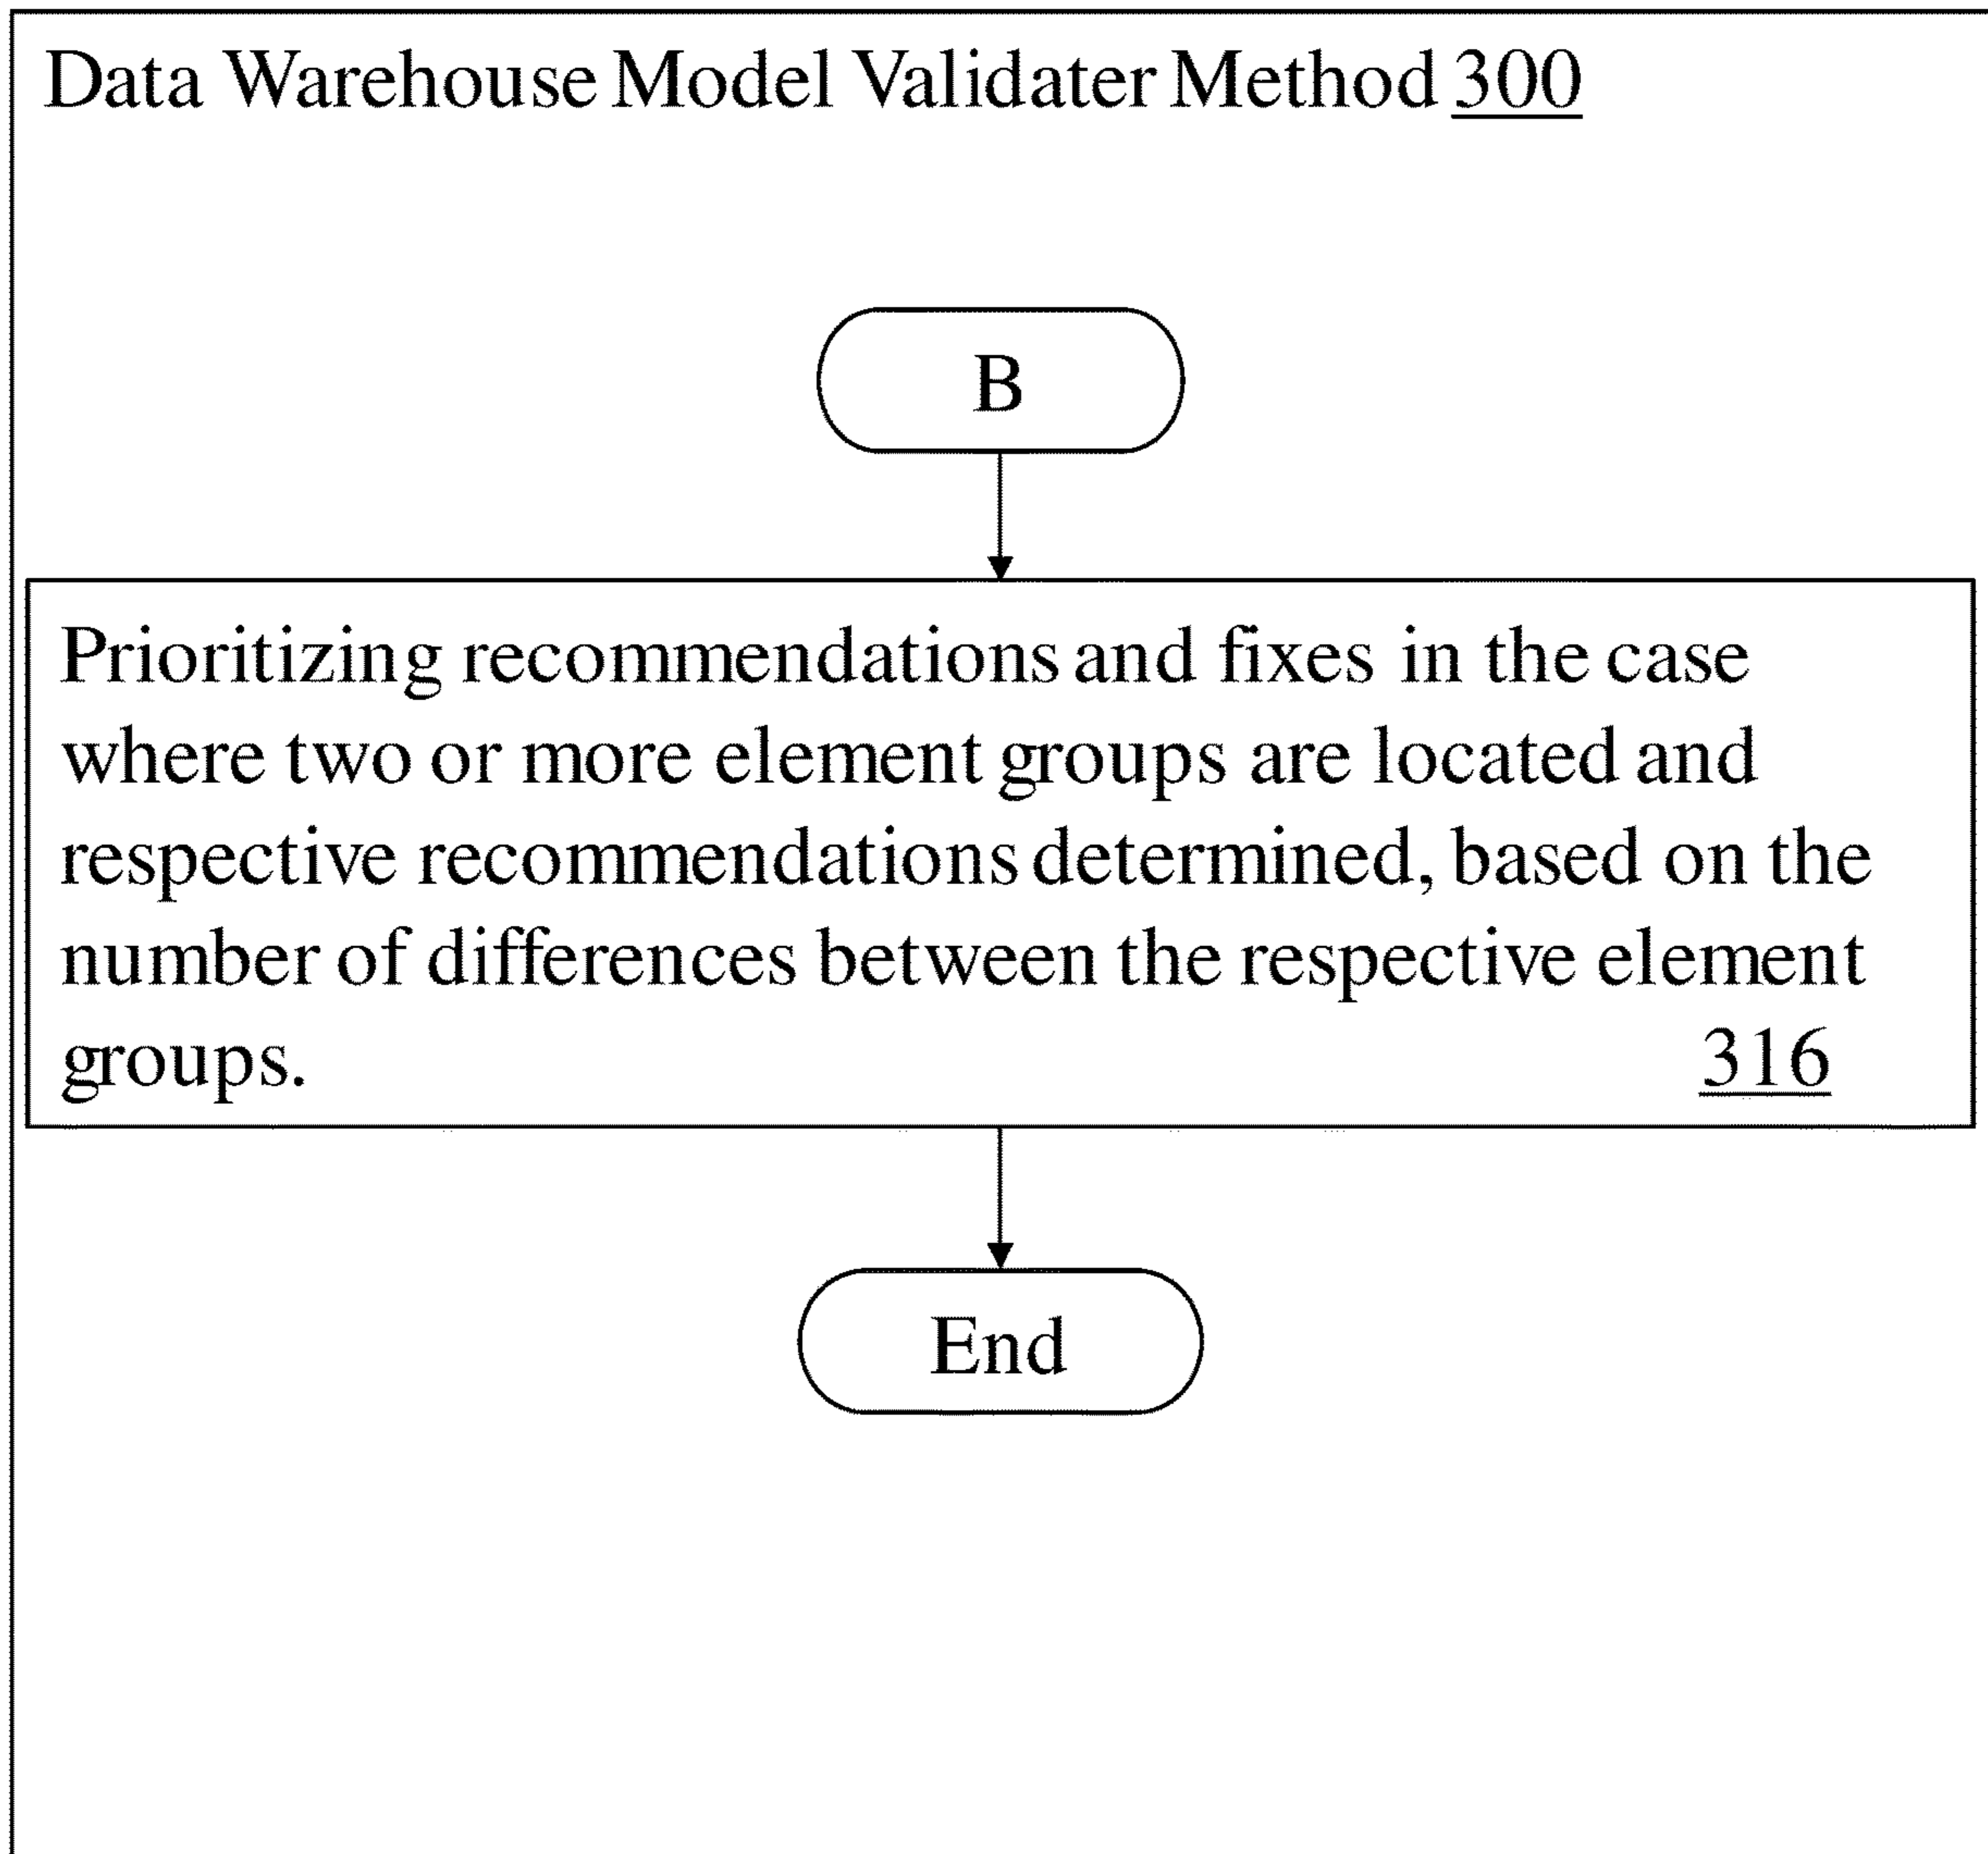 Data Warehouse Model Validater Method 300
B
Prioritizing recommendations and fixes in the case
where two or more element groups are located and
respective recommendations determined, based on the
number of differences between the respective element
groups. 316
End